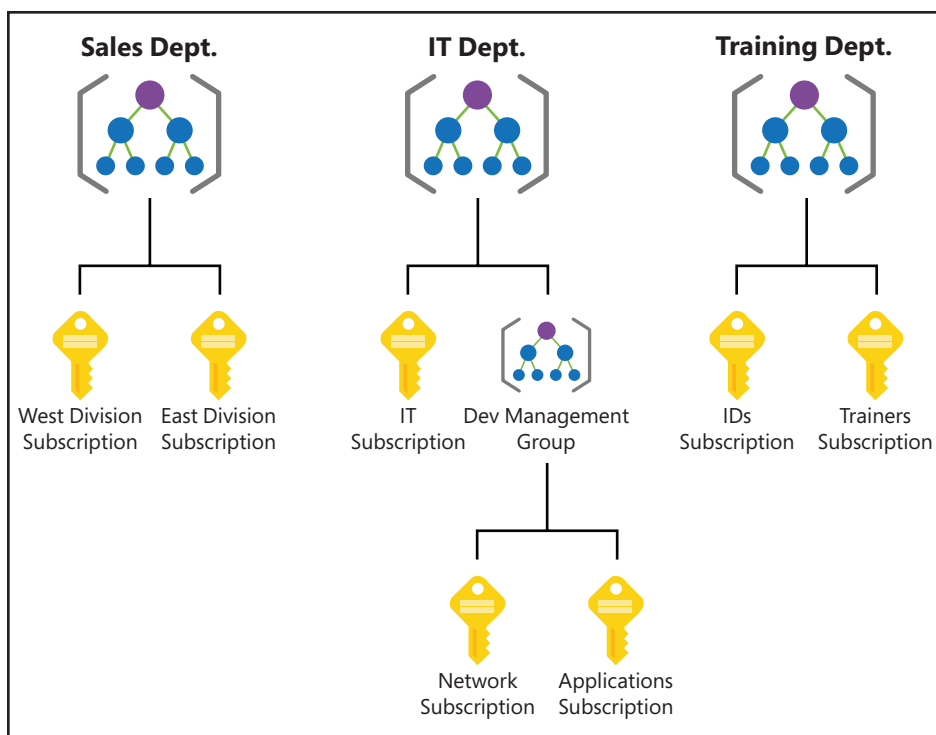 Sales Dept.
IT Dept.
Training Dept.
West Division
Subscription
East Division
Subscription
IT
Subscription
Dev Management
Group
IDs
Subscription
Trainers
Subscription
Network
Subscription
Applications
Subscription